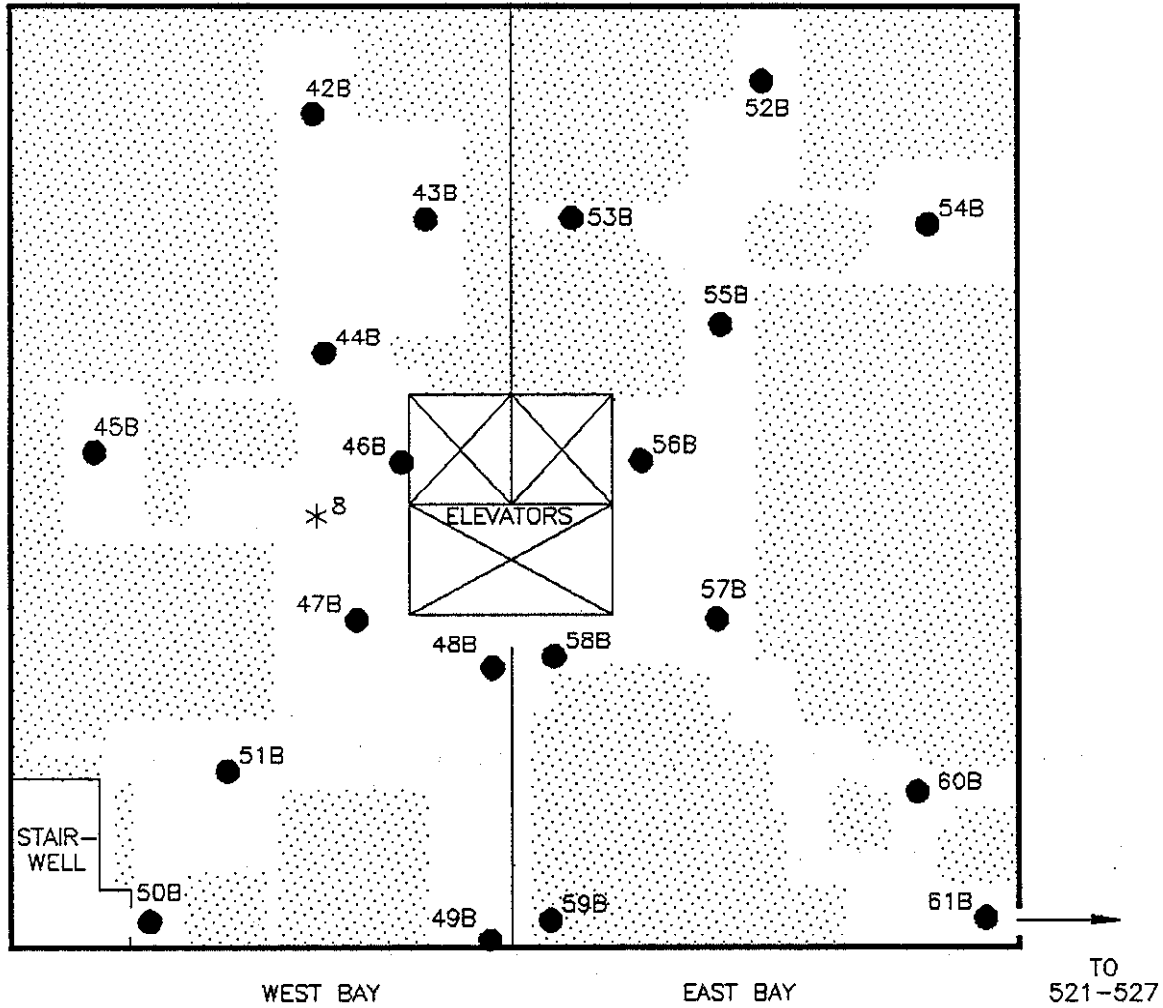 42B
52B
43B
53B
54B
55B
44B
45B
46B
56B
8
ELEVATORS
47B
57B
48B
58B
51B
60B
STAIR-
WELL
50B
49B
59B
61B
TO
521-527
WEST BAY
EAST BAY